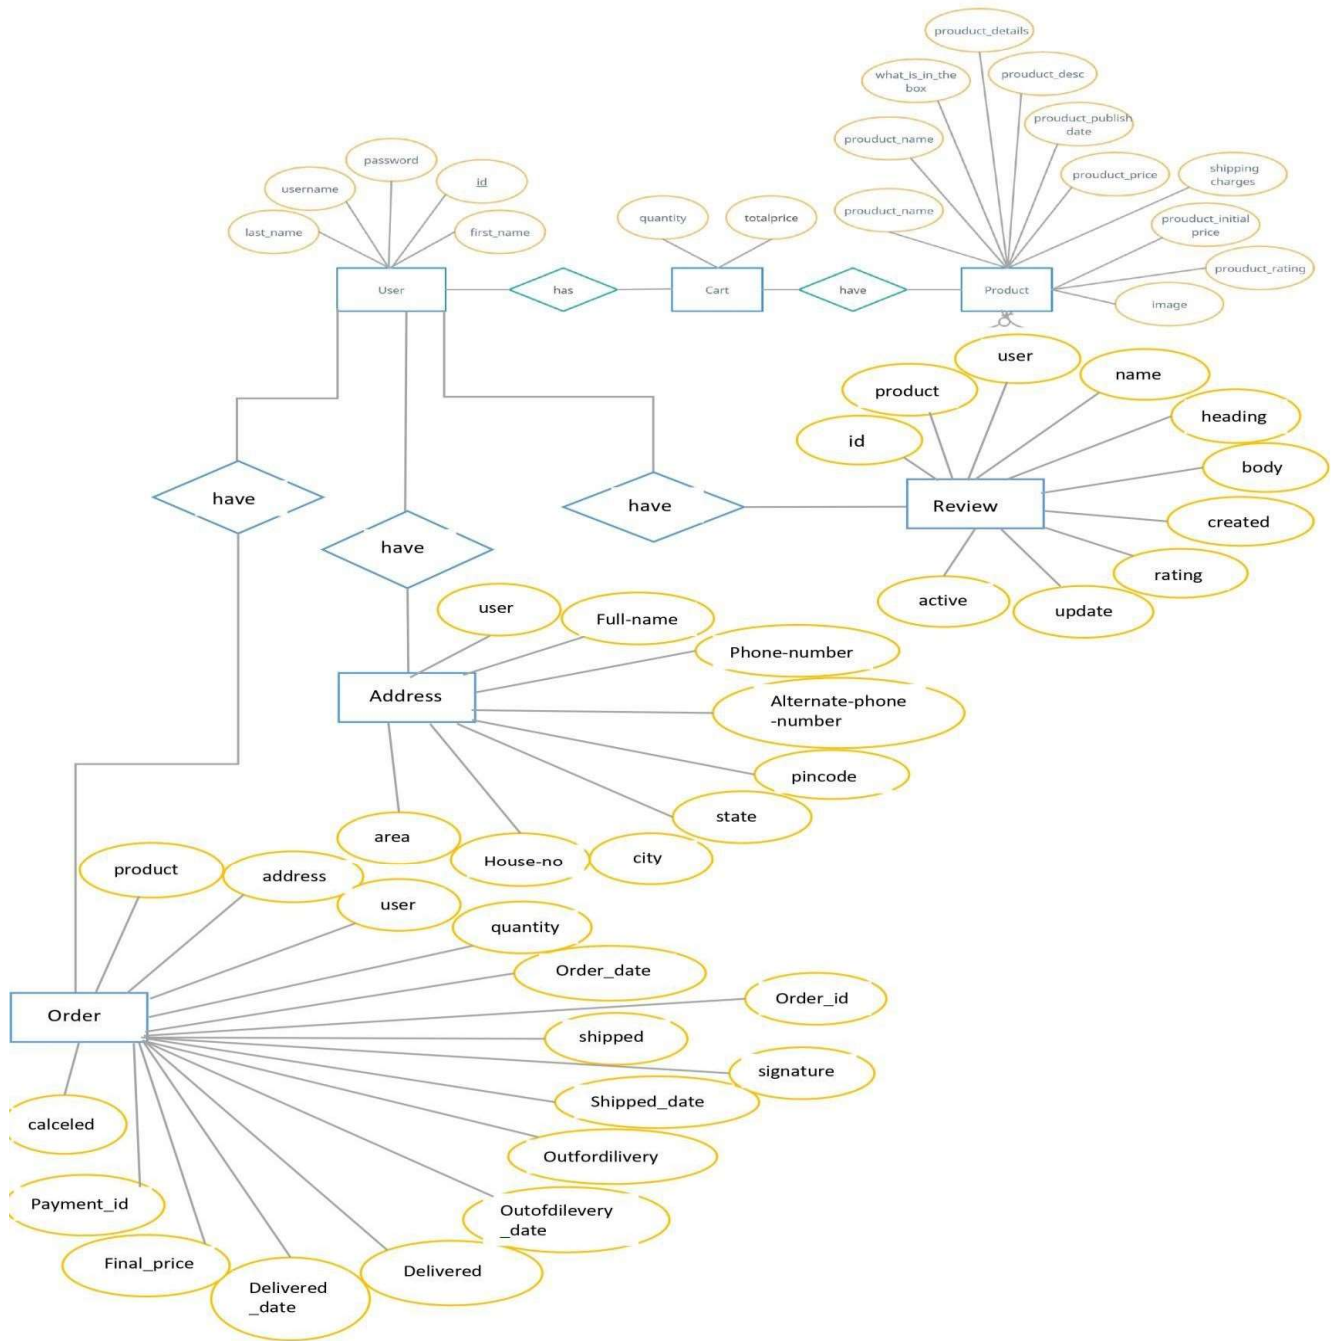 prouduct_details
what_is_in_the
box
prouduct_desc
prouduct_publish
date
prouduct_name
prouduct_price
shipping
charges
prouduct_name
prouduct_initial
price
prouduct_rating
image
password
username
id
last_name
first_name
quantity
totalprice
User
has
Cart
have
Product
user
name
product
heading
id
body
have
have
Review
created
have
rating
active
update
user
Full-name
Phone-number
Address
Alternate-phone
-number
pincode
state
area
House-no
city
product
address
user
quantity
Order_date
Order_id
Order
shipped
signature
Shipped_date
calceled
Outfordilivery
Payment_id
Outofdilevery
_date
Final_price
Delivered
Delivered
_date